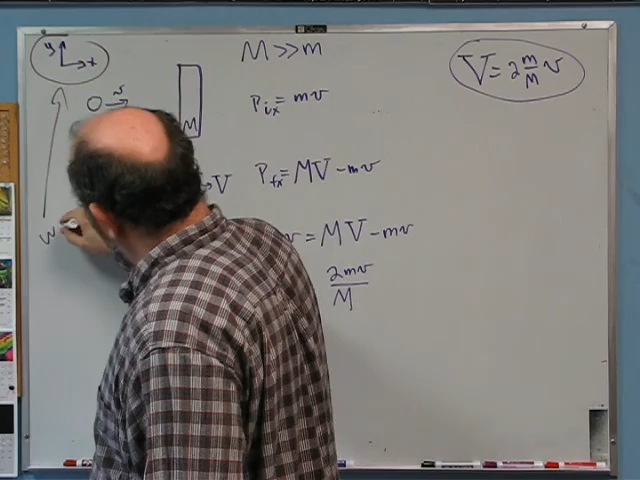 M >> m
y
x
V = 2 m/M v
v
P_ix = mv
M
V P_fx = MV - mv
v = MV - mv
2mv/M